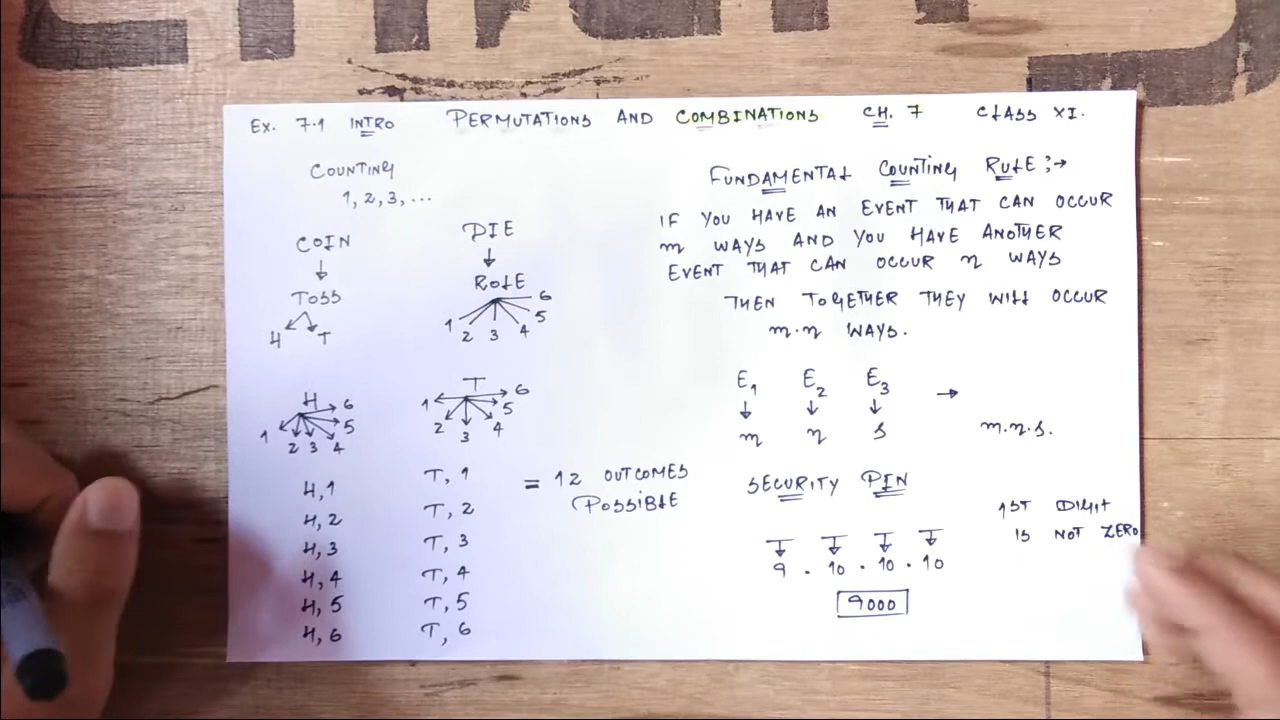 Ex. 7.1 INTRO PERMUTATIONS AND COMBINATIONS CH. 7 CLASS XI.
COUNTING
1, 2, 3, ...
COIN
↓
TOSS
H T
DIE
↓
ROLE
1 2 3 4 5 6
H
1 2 3 4 5 6
T
1 2 3 4 5 6
H, 1
H, 2
H, 3
H, 4
H, 5
H, 6
T, 1
T, 2
T, 3
T, 4
T, 5
T, 6
= 12 OUTCOMES
POSSIBLE
FUNDAMENTAL COUNTING RULE :→
IF YOU HAVE AN EVENT THAT CAN OCCUR
m WAYS AND YOU HAVE ANOTHER
EVENT THAT CAN OCCUR n WAYS
THEN TOGETHER THEY WILL OCCUR
m.n WAYS.
E1 E2 E3 →
↓ ↓ ↓
m n s m.n.s.
SECURITY PIN
1ST DIGIT
IS NOT ZERO
9 . 10 . 10 . 10
9000